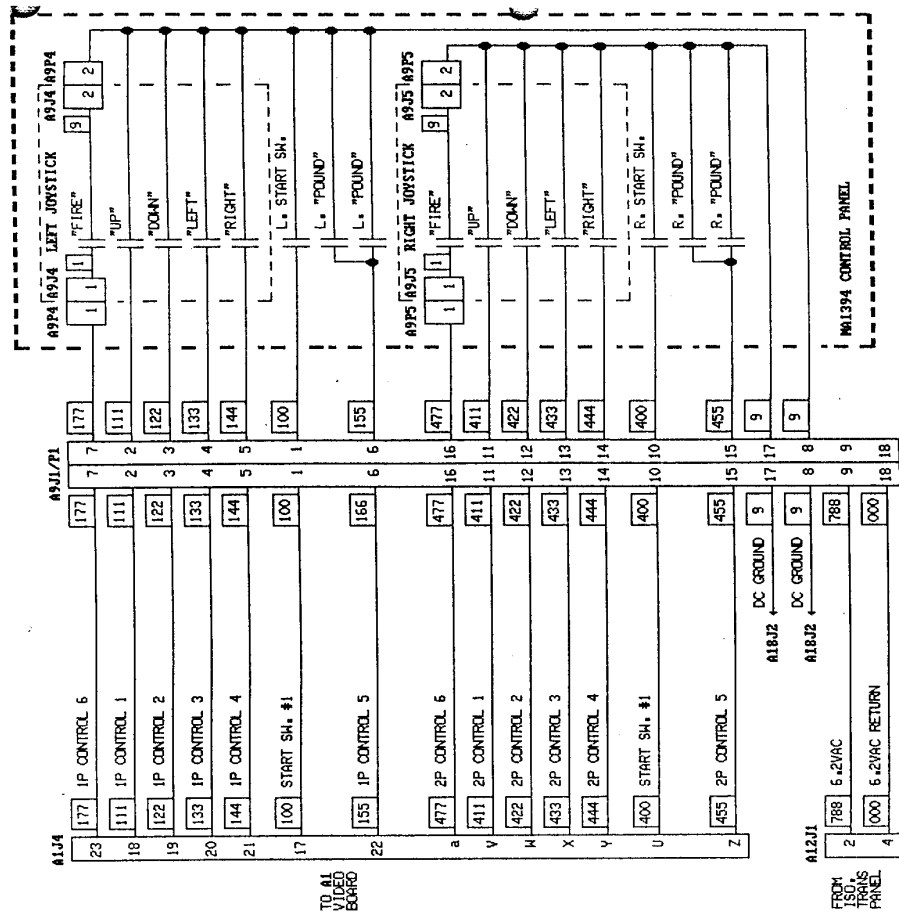 A9P4 A9J4 LEFT JOYSTICK A9J4 A9P4
1 1 1 "FIRE" 9 2 2
"UP"
"DOWN"
"LEFT"
"RIGHT"
L. START SW.
L. "POUND"
L. "POUND"
A9P5 A9J5 RIGHT JOYSTICK A9J5 A9P5
1 1 1 "FIRE" 9 2 2
"UP"
"DOWN"
"LEFT"
"RIGHT"
R. START SW.
R. "POUND"
R. "POUND"
MA1394 CONTROL PANEL
A1J4
A9J1/P1
23 177 1P CONTROL 6 177 7 7 177
18 111 1P CONTROL 1 111 2 2 111
19 122 1P CONTROL 2 122 3 3 122
20 133 1P CONTROL 3 133 4 4 133
21 144 1P CONTROL 4 144 5 5 144
17 100 START SW. #1 100 1 1 100
22 155 1P CONTROL 5 166 6 6 155
a 477 2P CONTROL 6 477 16 16 477
V 411 2P CONTROL 1 411 11 11 411
W 422 2P CONTROL 2 422 12 12 422
X 433 2P CONTROL 3 433 13 13 433
Y 444 2P CONTROL 4 444 14 14 444
U 400 START SW. #1 400 10 10 400
Z 455 2P CONTROL 5 455 15 15 455
A18J2 DC GROUND 9 17 17 9
A18J2 DC GROUND 9 8 8 9
TO A1
VIDEO
BOARD
A12J1
2 788 6.2VAC 788 9 9
4 000 6.2VAC RETURN 000 18 18
FROM
ISO.
TRANS
PANEL